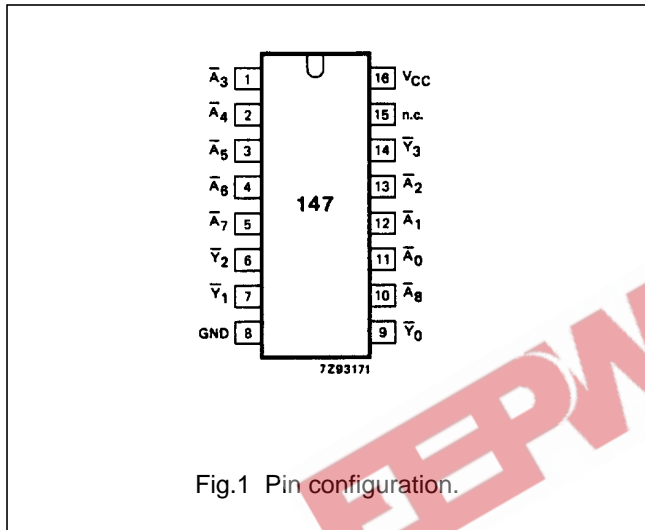 Ā3 1
Ā4 2
Ā5 3
Ā6 4
Ā7 5
Ȳ2 6
Ȳ1 7
GND 8
147
16 VCC
15 n.c.
14 Ȳ3
13 Ā2
12 Ā1
11 Ā0
10 Ā8
9 Ȳ0
7Z93171
EEPW
Fig.1 Pin configuration.